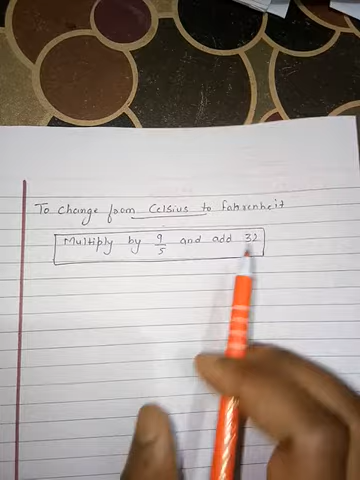 To change from Celsius to fahrenheit
Multiply by 9/5 and add 32